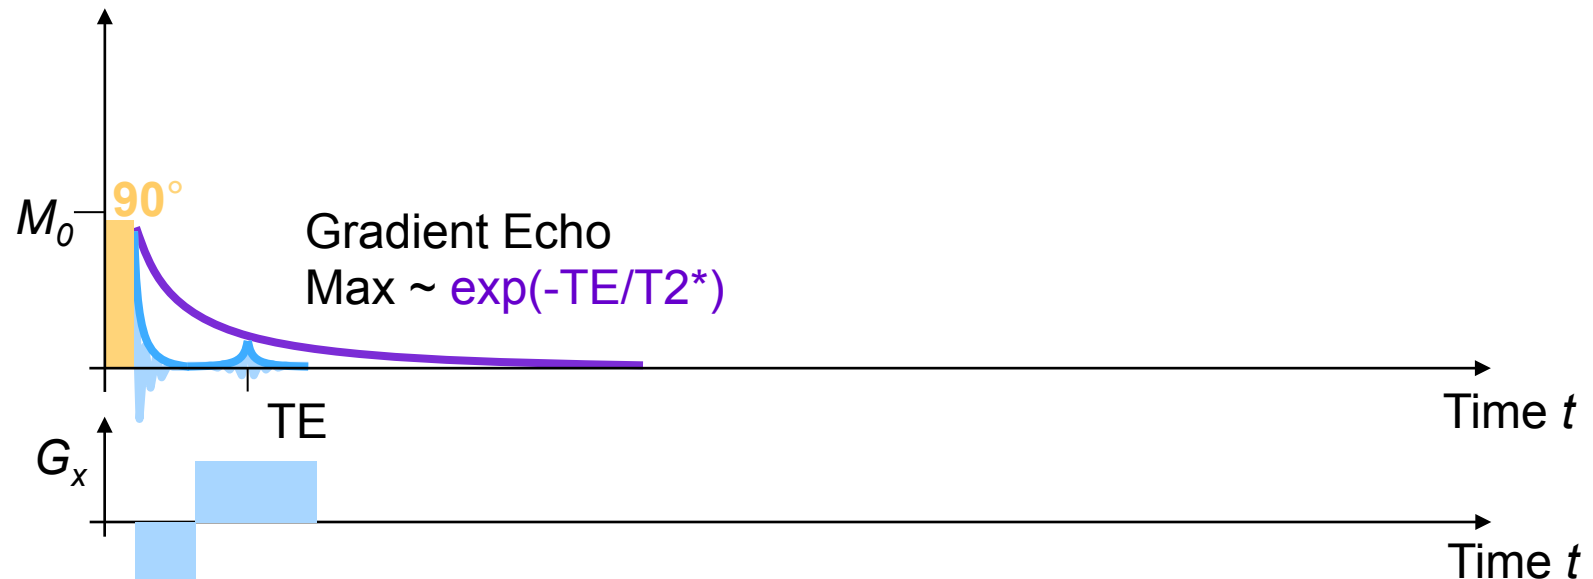 90°
M0
Gradient Echo
Max ~ exp(-TE/T2*)
TE
Time t
Gx
Time t